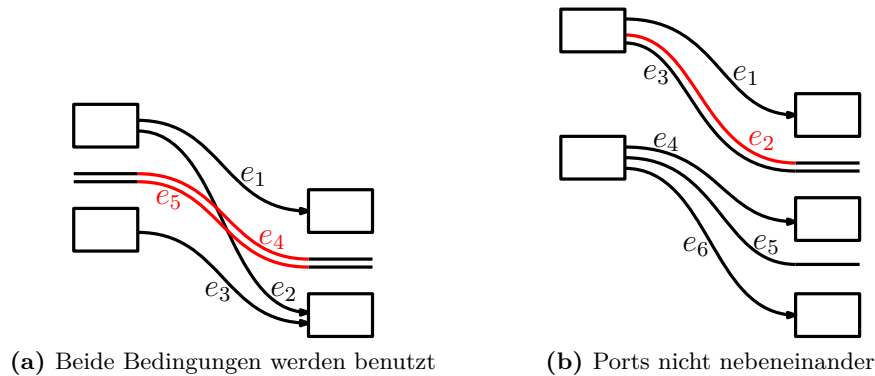 e1
e5
e4
e3
e2
(a) Beide Bedingungen werden benutzt
e1
e3
e2
e4
e5
e6
(b) Ports nicht nebeneinander